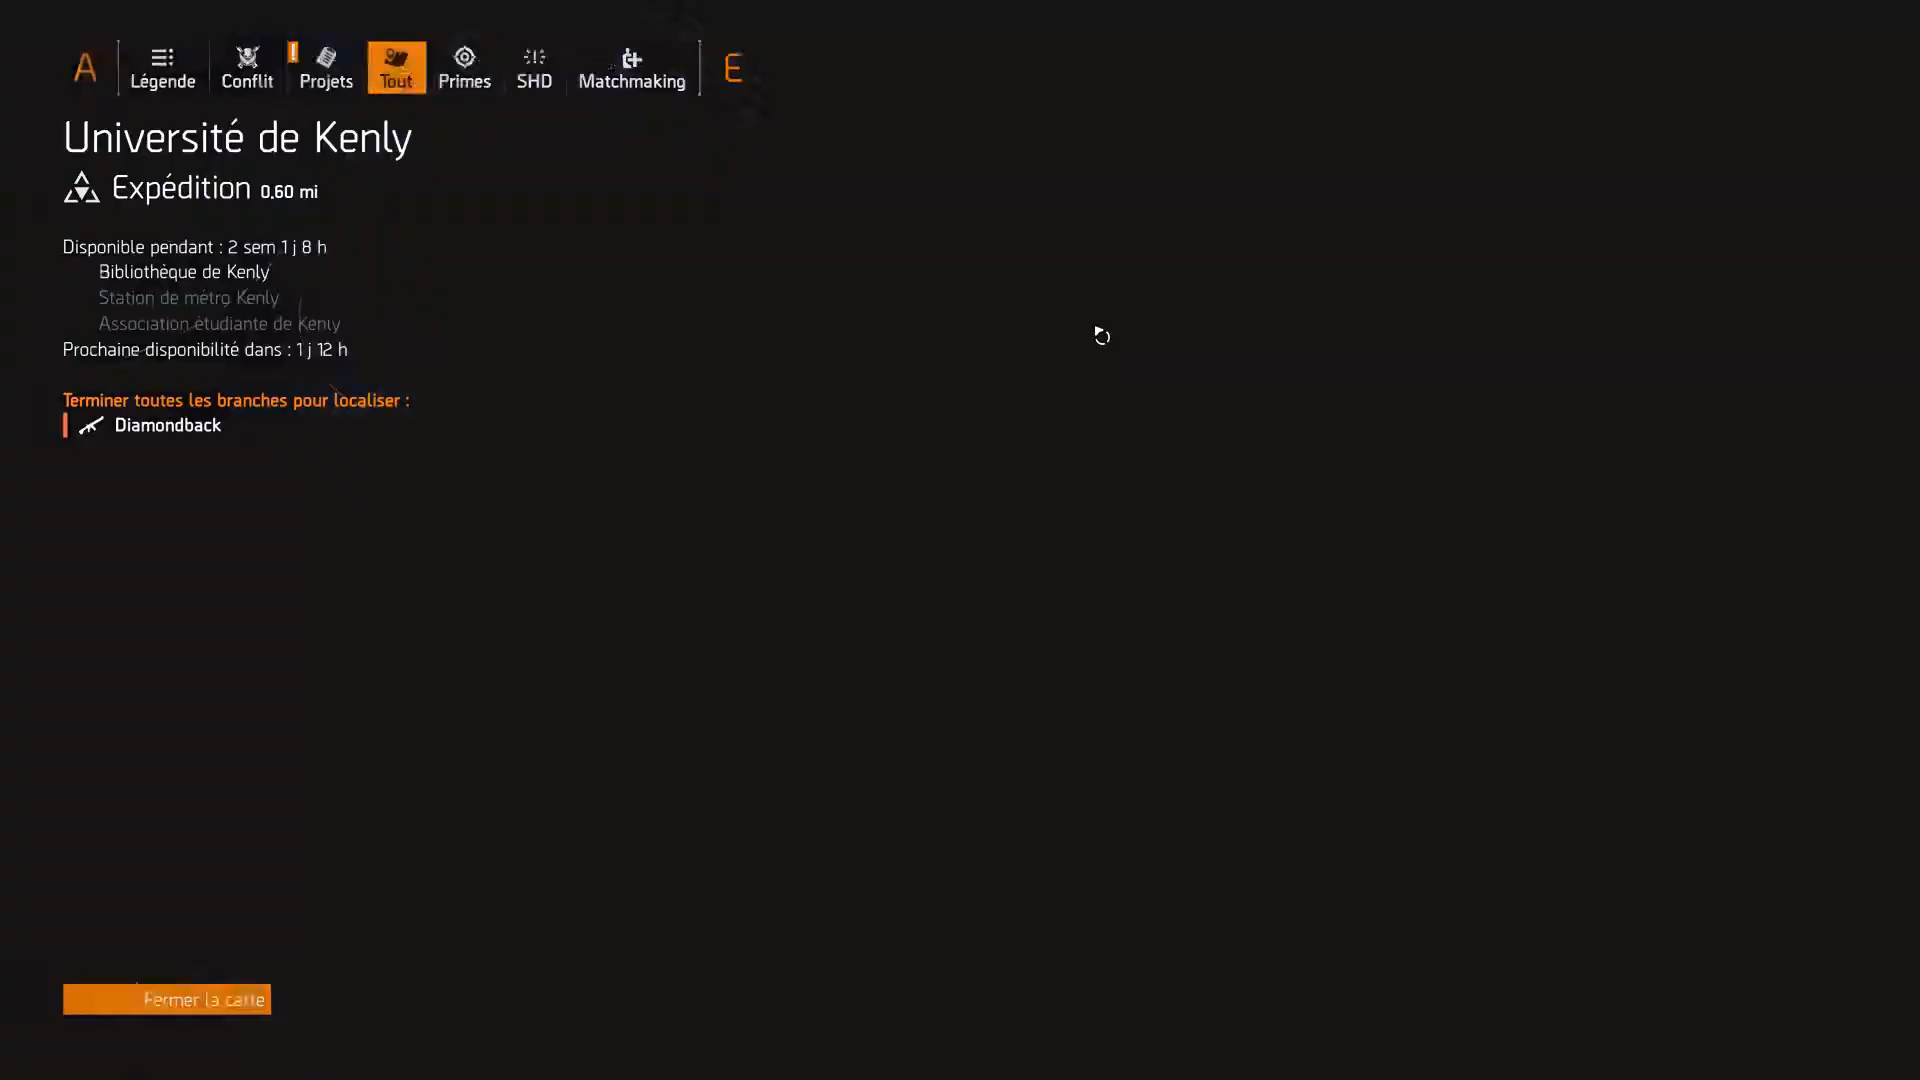 A
Légende
Conflit
!
Projets
Tout
Primes
SHD
Matchmaking
E
Université de Kenly
Expédition 0.60 mi
Disponible pendant : 2 sem 1 j 8 h
Bibliothèque de Kenly
Station de métro Kenly
Association étudiante de Kenly
Prochaine disponibilité dans : 1 j 12 h
Terminer toutes les branches pour localiser :
Diamondback
Fermer la carte